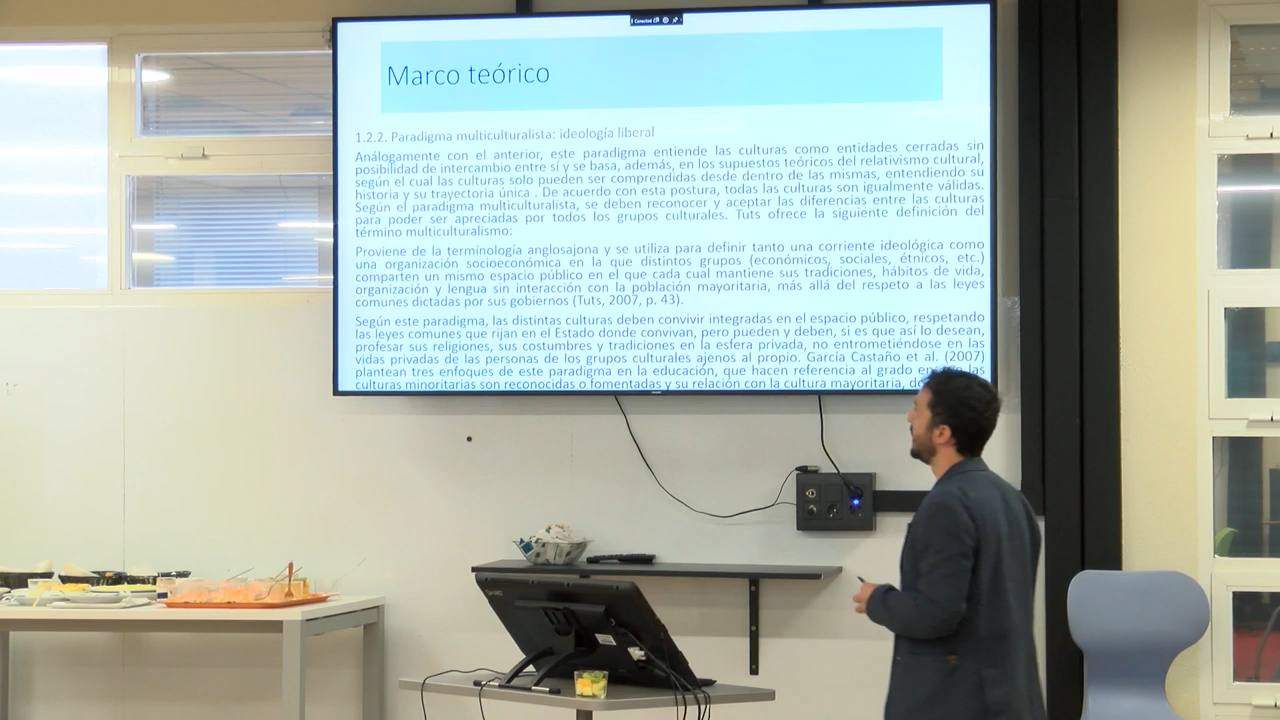 Conected
Marco teórico
1.2.2. Paradigma multiculturalista: ideología liberal
Análogamente con el anterior, este paradigma entiende las culturas como entidades cerradas sin
posibilidad de intercambio entre sí y se basa, además, en los supuestos teóricos del relativismo cultural,
según el cual las culturas solo pueden ser comprendidas desde dentro de las mismas, entendiendo su
historia y su trayectoria única . De acuerdo con esta postura, todas las culturas son igualmente válidas.
Según el paradigma multiculturalista, se deben reconocer y aceptar las diferencias entre las culturas
para poder ser apreciadas por todos los grupos culturales. Tuts ofrece la siguiente definición del
término multiculturalismo:
Proviene de la terminología anglosajona y se utiliza para definir tanto una corriente ideológica como
una organización socioeconómica en la que distintos grupos (económicos, sociales, étnicos, etc.)
comparten un mismo espacio público en el que cada cual mantiene sus tradiciones, hábitos de vida,
organización y lengua sin interacción con la población mayoritaria, más allá del respeto a las leyes
comunes dictadas por sus gobiernos (Tuts, 2007, p. 43).
Según este paradigma, las distintas culturas deben convivir integradas en el espacio público, respetando
las leyes comunes que rijan en el Estado donde convivan, pero pueden y deben, si es que así lo desean,
profesar sus religiones, sus costumbres y tradiciones en la esfera privada, no entrometiéndose en las
vidas privadas de las personas de los grupos culturales ajenos al propio. García Castaño et al. (2007)
plantean tres enfoques de este paradigma en la educación, que hacen referencia al grado en las
culturas minoritarias son reconocidas o fomentadas y su relación con la cultura mayoritaria,